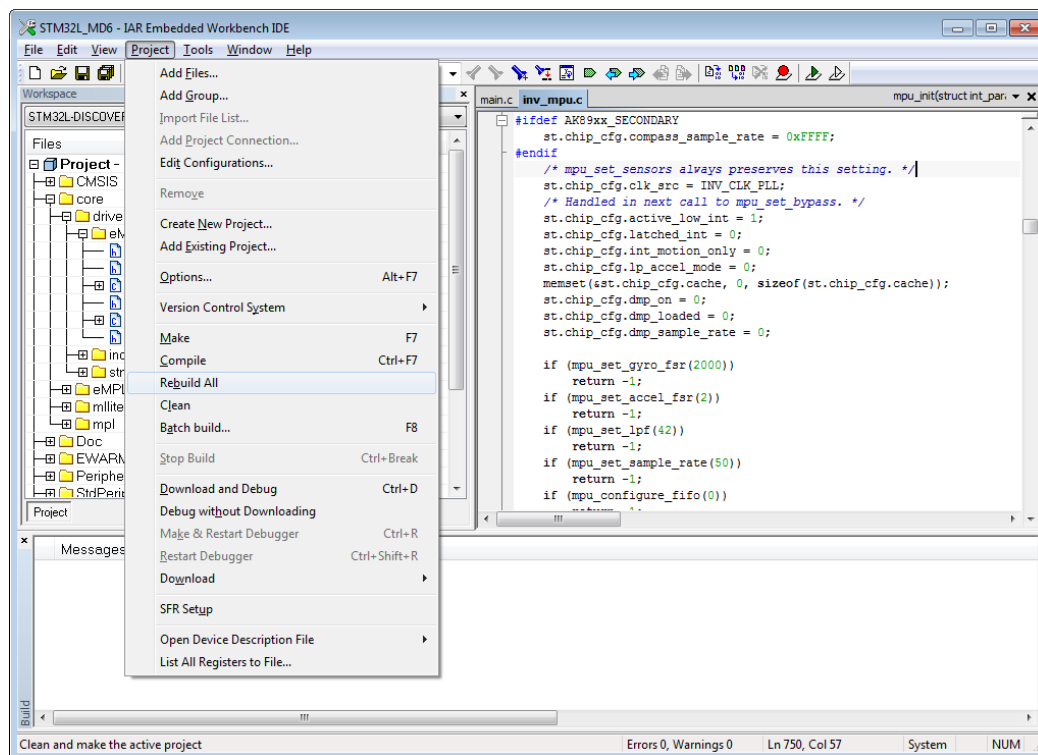 STM32L_MD6 - IAR Embedded Workbench IDE
File Edit View Project Tools Window Help
Workspace
STM32L-DISCOVE
Files
Project -
CMSIS
core
drive
eM
h
h
c
h
c
h
inc
str
eMPL
mllite
mpl
Doc
EWARM
Periphe
StdPerip
Project
Add Files...
Add Group...
Import File List...
Add Project Connection...
Edit Configurations...
Remove
Create New Project...
Add Existing Project...
Options... Alt+F7
Version Control System
Make F7
Compile Ctrl+F7
Rebuild All
Clean
Batch build... F8
Stop Build Ctrl+Break
Download and Debug Ctrl+D
Debug without Downloading
Make & Restart Debugger Ctrl+R
Restart Debugger Ctrl+Shift+R
Download
SFR Setup
Open Device Description File
List All Registers to File...
main.c inv_mpu.c mpu_init(struct int_para
#ifdef AK89xx_SECONDARY
st.chip_cfg.compass_sample_rate = 0xFFFF;
#endif
/* mpu_set_sensors always preserves this setting. */
st.chip_cfg.clk_src = INV_CLK_PLL;
/* Handled in next call to mpu_set_bypass. */
st.chip_cfg.active_low_int = 1;
st.chip_cfg.latched_int = 0;
st.chip_cfg.int_motion_only = 0;
st.chip_cfg.lp_accel_mode = 0;
memset(&st.chip_cfg.cache, 0, sizeof(st.chip_cfg.cache));
st.chip_cfg.dmp_on = 0;
st.chip_cfg.dmp_loaded = 0;
st.chip_cfg.dmp_sample_rate = 0;
if (mpu_set_gyro_fsr(2000))
return -1;
if (mpu_set_accel_fsr(2))
return -1;
if (mpu_set_lpf(42))
return -1;
if (mpu_set_sample_rate(50))
return -1;
if (mpu_configure_fifo(0))
return -1;
Messages
Build
Clean and make the active project Errors 0, Warnings 0 Ln 750, Col 57 System NUM